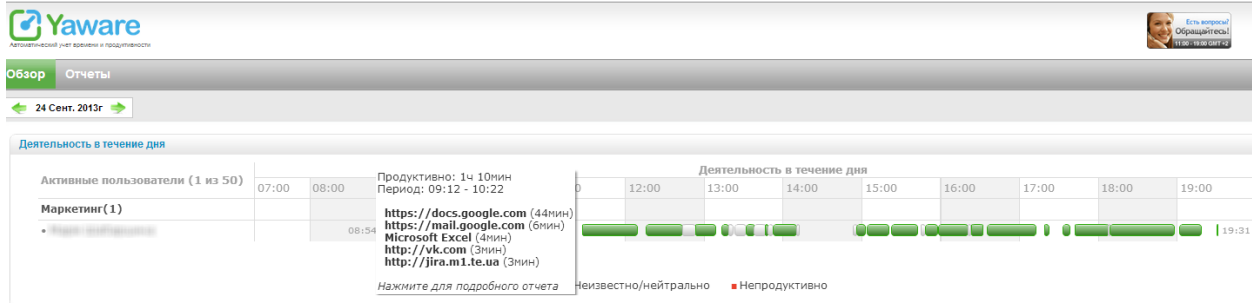 Yaware
Автоматический учет времени и продуктивности
Есть вопросы?
Обращайтесь!
11:00 - 19:00 GMT +2
Обзор Отчеты
24 Сент. 2013г
Деятельность в течение дня
Деятельность в течение дня
Активные пользователи (1 из 50)
07:00 08:00 12:00 13:00 14:00 15:00 16:00 17:00 18:00 19:00
Маркетинг(1)
08:54 19:31
Продуктивно: 1ч 10мин
Период: 09:12 - 10:22
https://docs.google.com (44мин)
https://mail.google.com (6мин)
Microsoft Excel (4мин)
http://vk.com (3мин)
http://jira.m1.te.ua (3мин)
Нажмите для подробного отчета
Неизвестно/нейтрально Непродуктивно